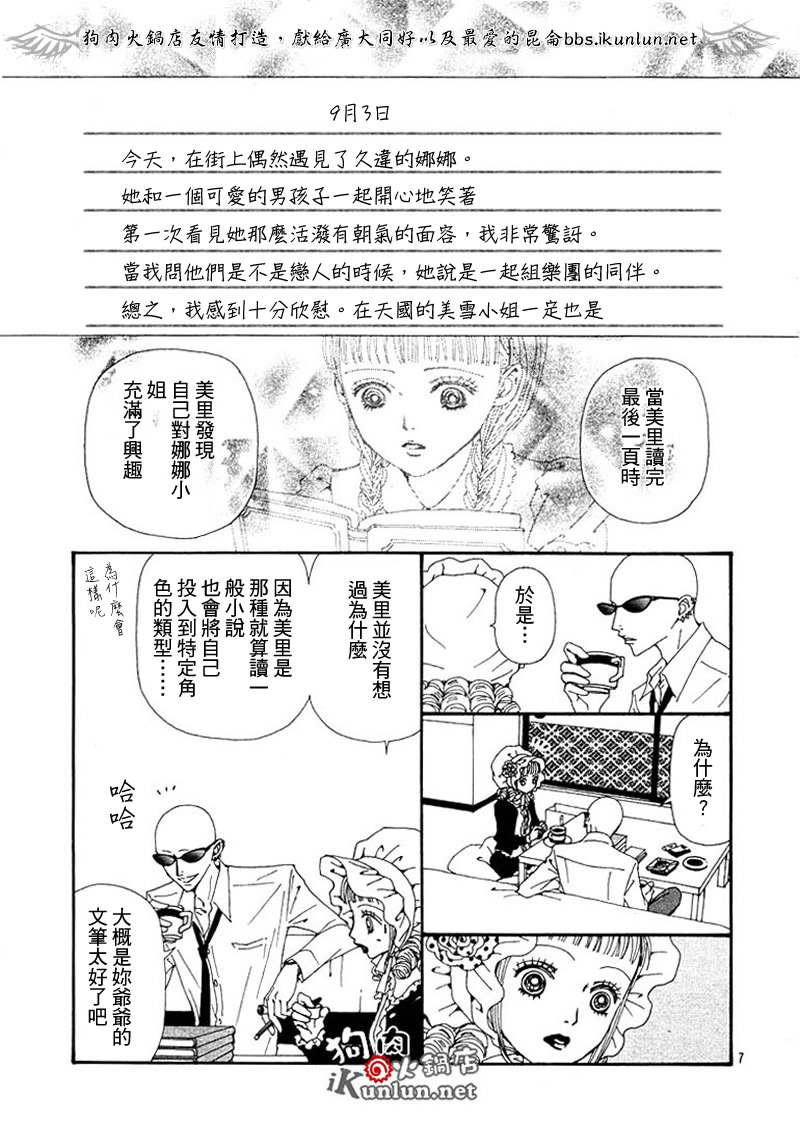 狗肉火鍋店友情打造，獻給廣大同好以及最愛的昆侖bbs.ikunlun.net
9月3日
今天，在街上偶然遇見了久違的娜娜。
她和一個可愛的男孩子一起開心地笑著
第一次看見她那麼活潑有朝氣的面容，我非常驚訝。
當我問他們是不是戀人的時候，她說是一起組樂團的同伴。
總之，我感到十分欣慰。在天國的美雪小姐一定也是
當美里讀完
最後一頁時
美里發現
自己對娜娜小
姐
充滿了興趣
於是…
為什麼？
美里並沒有想
過為什麼
因為美里是
那種就算讀一
般小說
也會將自己
投入到特定角
色的類型……
為什麼會
這樣呢
哈哈
大概是妳爺爺的
文筆太好了吧
狗肉火鍋店
iKunlun.net
7